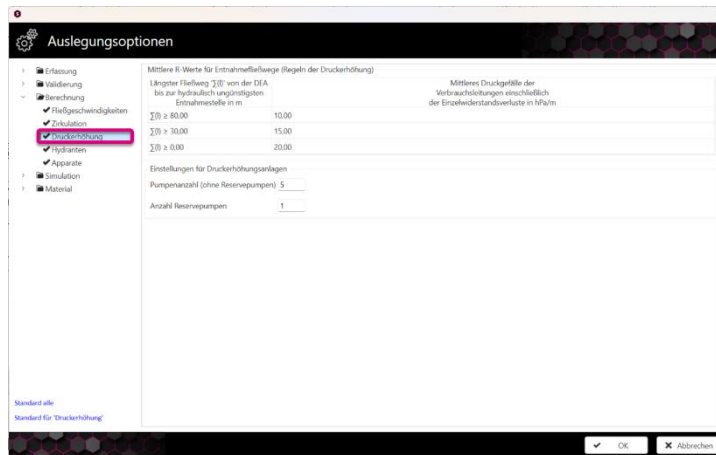 Auslegungsoptionen
Erfassung
Validierung
Berechnung
Fließgeschwindigkeiten
Zirkulation
Druckerhöhung
Hydranten
Apparate
Simulation
Material
Standard alle
Standard für 'Druckerhöhung'
Mittlere R-Werte für Entnahmefließwege (Regeln der Druckerhöhung)
Längster Fließweg '∑(l)' von der DEA
bis zur hydraulisch ungünstigsten
Entnahmestelle in m
Mittleres Druckgefälle der
Verbrauchsleitungen einschließlich
der Einzelwiderstandsverluste in hPa/m
∑(l) ≥ 80,00 10,00
∑(l) ≥ 30,00 15,00
∑(l) ≥ 0,00 20,00
Einstellungen für Druckerhöhungsanlagen
Pumpenanzahl (ohne Reservepumpen) 5
Anzahl Reservepumpen 1
OK
Abbrechen